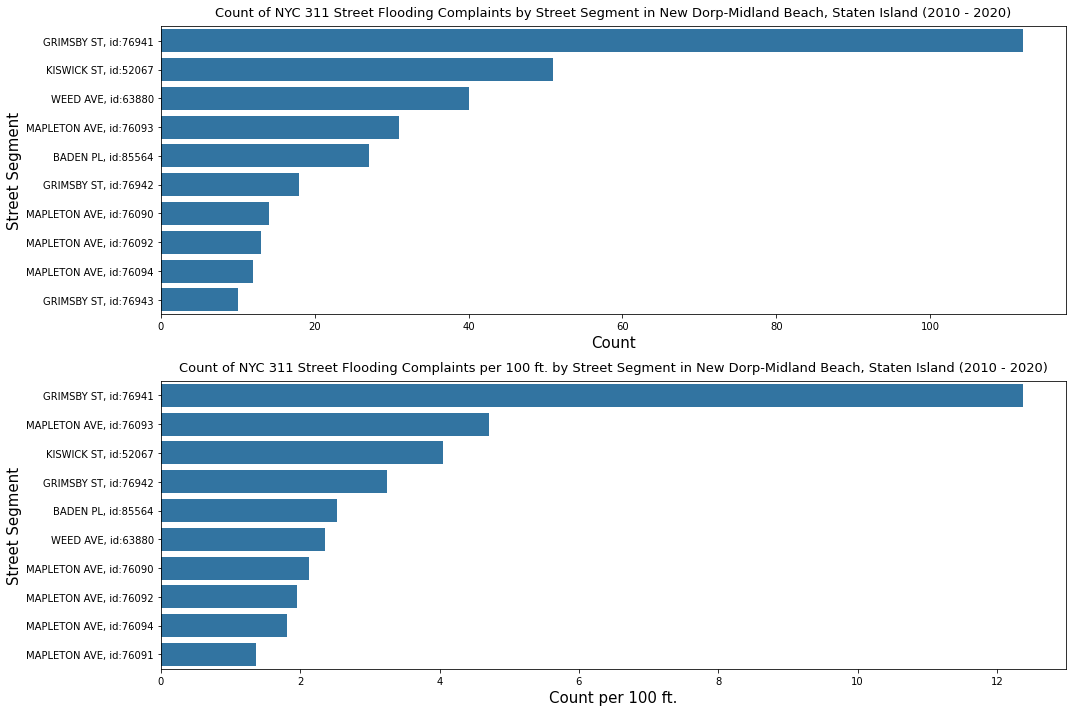 Count of NYC 311 Street Flooding Complaints by Street Segment in New Dorp-Midland Beach, Staten Island (2010 - 2020)
Street Segment
GRIMSBY ST, id:76941
KISWICK ST, id:52067
WEED AVE, id:63880
MAPLETON AVE, id:76093
BADEN PL, id:85564
GRIMSBY ST, id:76942
MAPLETON AVE, id:76090
MAPLETON AVE, id:76092
MAPLETON AVE, id:76094
GRIMSBY ST, id:76943
0 20 40 60 80 100
Count
Count of NYC 311 Street Flooding Complaints per 100 ft. by Street Segment in New Dorp-Midland Beach, Staten Island (2010 - 2020)
Street Segment
GRIMSBY ST, id:76941
MAPLETON AVE, id:76093
KISWICK ST, id:52067
GRIMSBY ST, id:76942
BADEN PL, id:85564
WEED AVE, id:63880
MAPLETON AVE, id:76090
MAPLETON AVE, id:76092
MAPLETON AVE, id:76094
MAPLETON AVE, id:76091
0 2 4 6 8 10 12
Count per 100 ft.